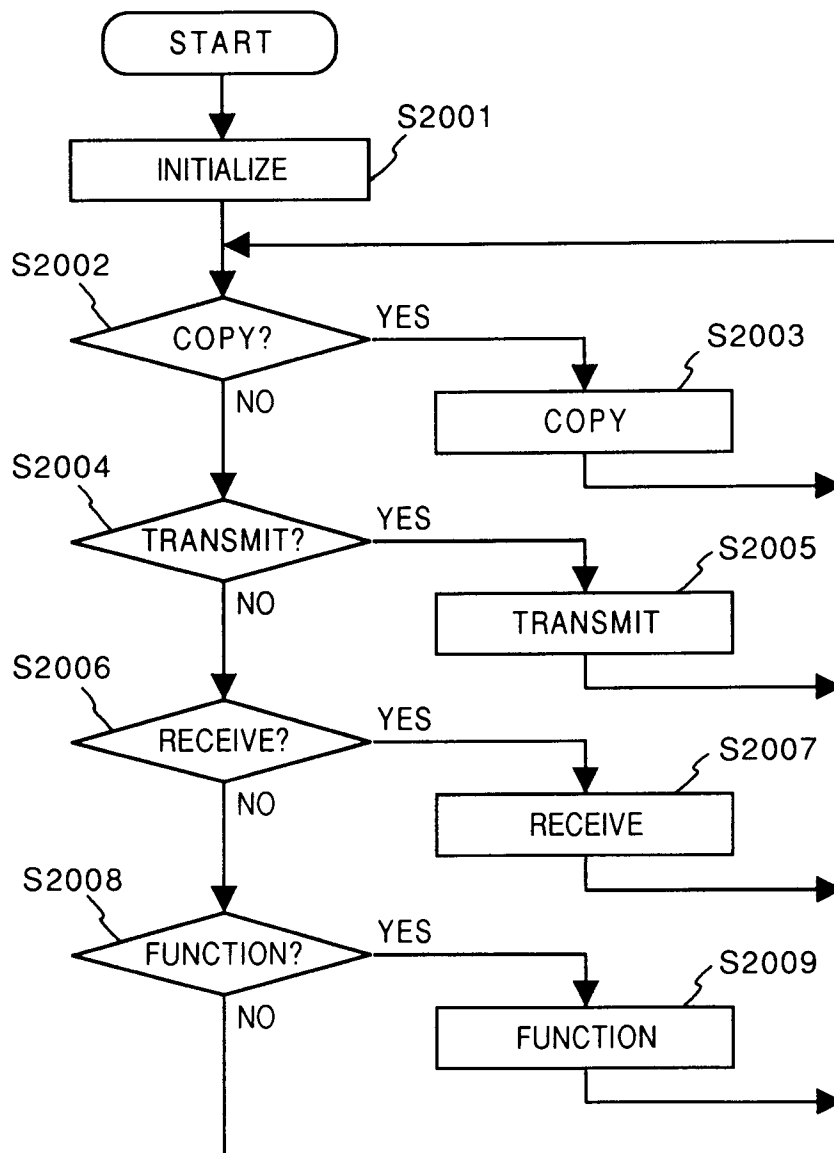 START
S2001
INITIALIZE
S2002
COPY?
YES
S2003
COPY
NO
S2004
TRANSMIT?
YES
S2005
TRANSMIT
NO
S2006
RECEIVE?
YES
S2007
RECEIVE
NO
S2008
FUNCTION?
YES
S2009
FUNCTION
NO